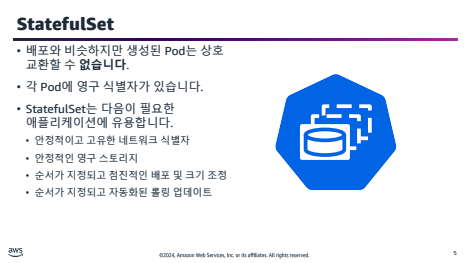 StatefulSet
• 배포와 비슷하지만 생성된 Pod는 상호
교환할 수 없습니다.
• 각 Pod에 영구 식별자가 있습니다.
• StatefulSet는 다음이 필요한
애플리케이션에 유용합니다.
• 안정적이고 고유한 네트워크 식별자
• 안정적인 영구 스토리지
• 순서가 지정되고 점진적인 배포 및 크기 조정
• 순서가 지정되고 자동화된 롤링 업데이트
aws
©2024, Amazon Web Services, Inc. or its affiliates. All rights reserved.
5